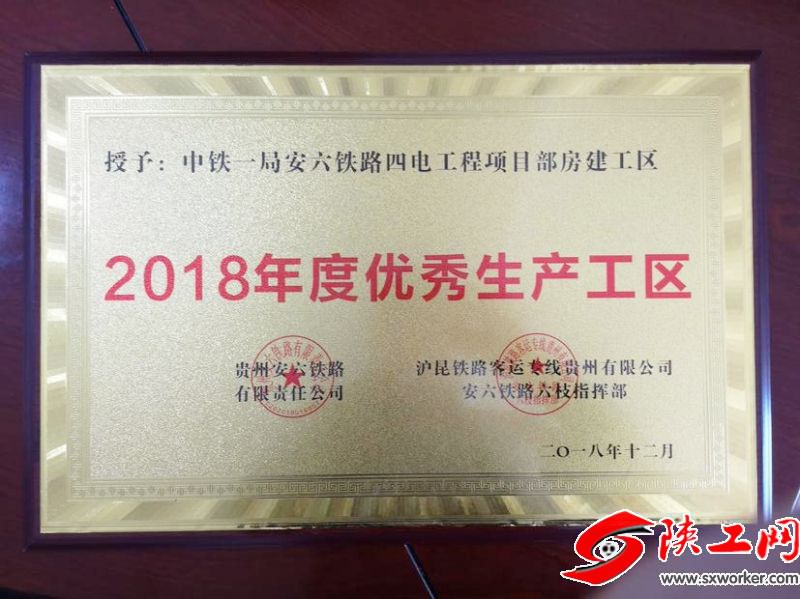 授予：中铁一局安六铁路四电工程项目部房建工区
2018年度优秀生产工区
贵州安六铁路
有限责任公司
沪昆铁路客运专线贵州有限公司
安六铁路六枝指挥部
二〇一八年十二月
陕工网
www.sxworker.com